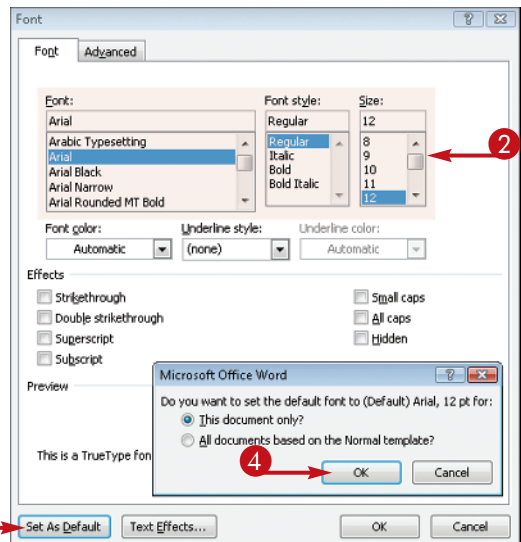 Font
Font Advanced
Font: Font style: Size:
Arial Regular 12
Arabic Typesetting Regular 8
Arial Italic 9
Arial Black Bold 10
Arial Narrow Bold Italic 11
Arial Rounded MT Bold 12
2
Font color: Underline style: Underline color:
Automatic (none) Automatic
Effects
Strikethrough Small caps
Double strikethrough All caps
Superscript Hidden
Subscript
Microsoft Office Word
Preview
Do you want to set the default font to (Default) Arial, 12 pt for:
This document only?
All documents based on the Normal template?
This is a TrueType fon
4
OK Cancel
Set As Default Text Effects... OK Cancel